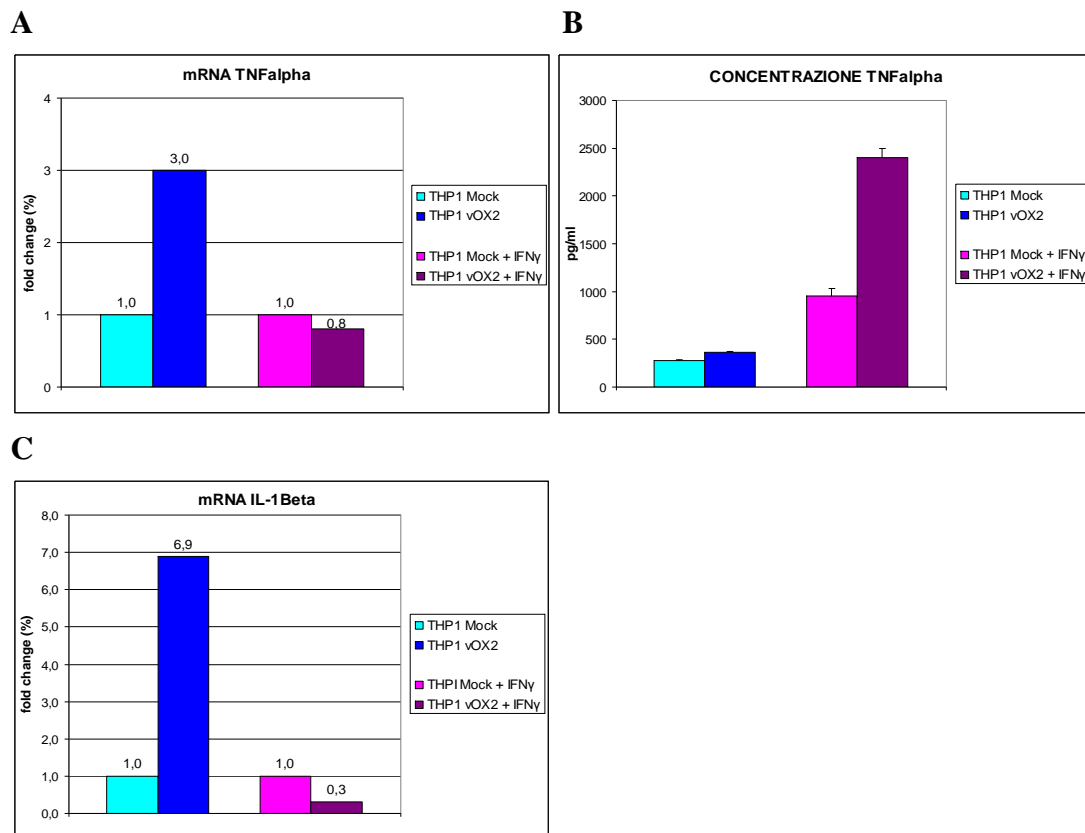 A
mRNA TNFalpha
4
3
2
1
0
fold change (%)
1,0
3,0
1,0
0,8
THP1 Mock
THP1 vOX2
THP1 Mock + IFNγ
THP1 vOX2 + IFNγ
B
CONCENTRAZIONE TNFalpha
3000
2500
2000
1500
1000
500
0
pg/ml
THP1 Mock
THP1 vOX2
THP1 Mock + IFNγ
THP1 vOX2 + IFNγ
C
mRNA IL-1Beta
8,0
7,0
6,0
5,0
4,0
3,0
2,0
1,0
0,0
fold change (%)
1,0
6,9
1,0
0,3
THP1 Mock
THP1 vOX2
THPI Mock + IFNγ
THP1 vOX2 + IFNγ